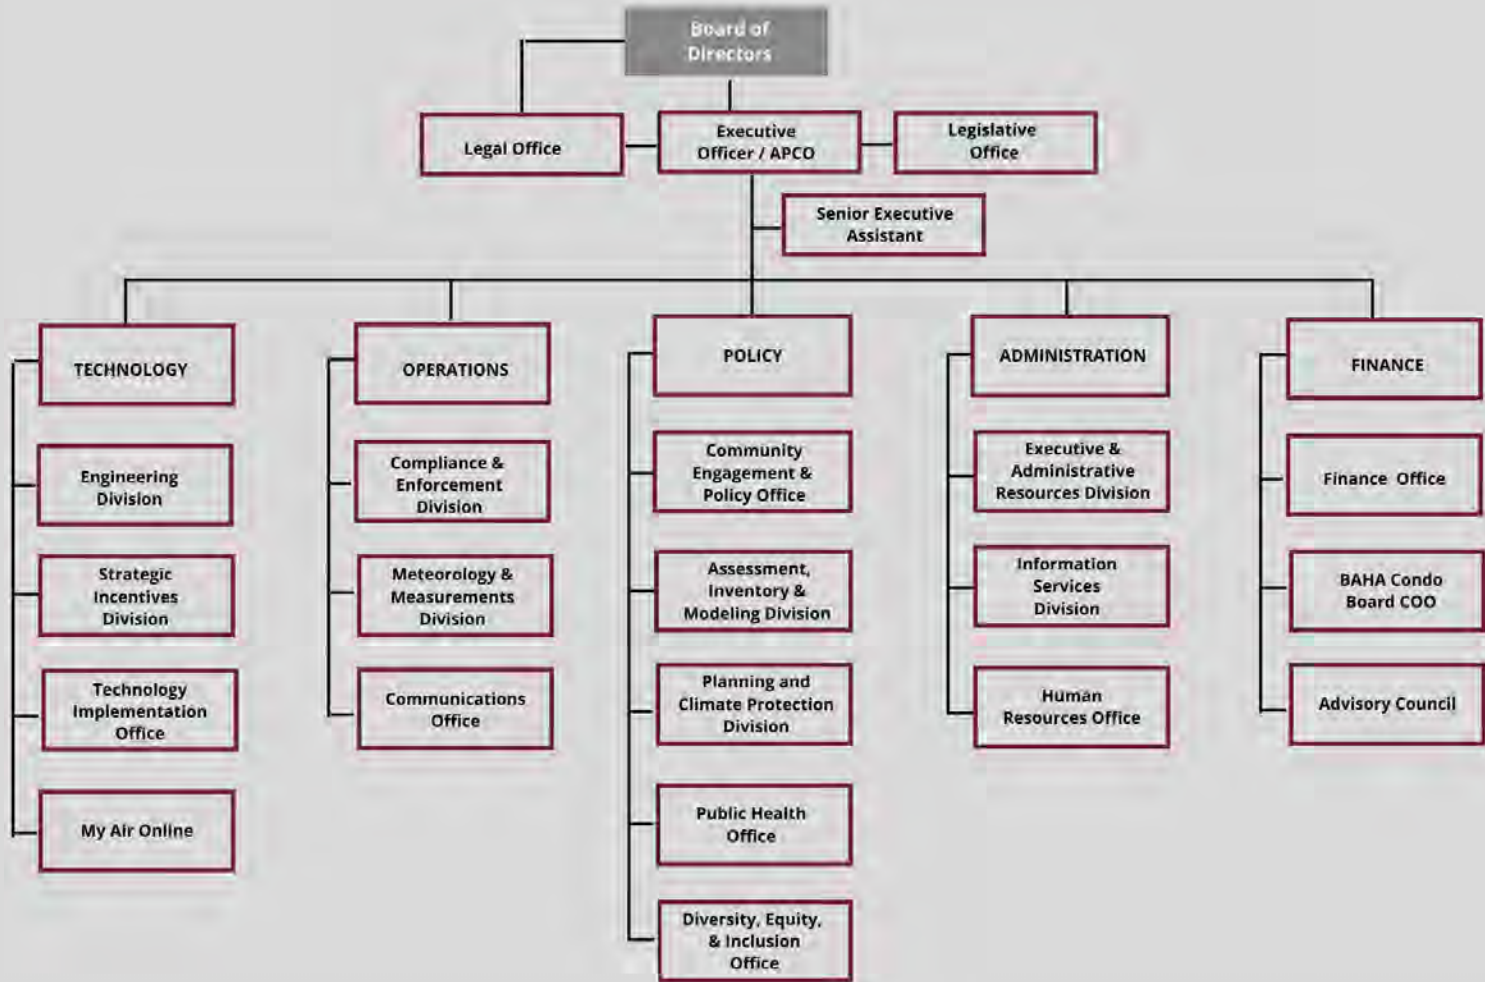 Board of
Directors
Legal Office
Executive
Officer / APCO
Legislative
Office
Senior Executive
Assistant
TECHNOLOGY
Engineering
Division
Strategic
Incentives
Division
Technology
Implementation
Office
My Air Online
OPERATIONS
Compliance &
Enforcement
Division
Meteorology &
Measurements
Division
Communications
Office
POLICY
Community
Engagement &
Policy Office
Assessment,
Inventory &
Modeling Division
Planning and
Climate Protection
Division
Public Health
Office
Diversity, Equity,
& Inclusion
Office
ADMINISTRATION
Executive &
Administrative
Resources Division
Information
Services
Division
Human
Resources Office
FINANCE
Finance Office
BAHA Condo
Board COO
Advisory Council